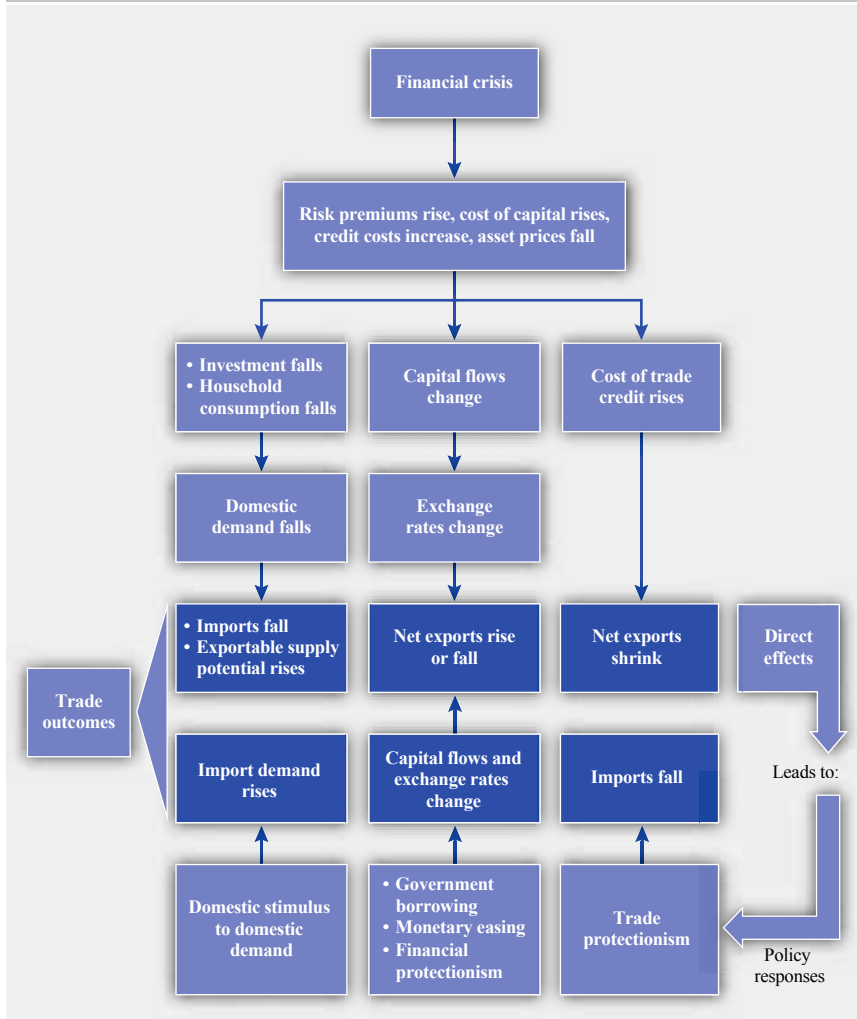 Financial crisis
Risk premiums rise, cost of capital rises,
credit costs increase, asset prices fall
• Investment falls
• Household
consumption falls
Capital flows
change
Cost of trade
credit rises
Domestic
demand falls
Exchange
rates change
• Imports fall
• Exportable supply
potential rises
Net exports rise
or fall
Net exports
shrink
Direct
effects
Trade
outcomes
Import demand
rises
Capital flows and
exchange rates
change
Imports fall
Leads to:
Domestic stimulus
to domestic
demand
• Government
borrowing
• Monetary easing
• Financial
protectionism
Trade
protectionism
Policy
responses